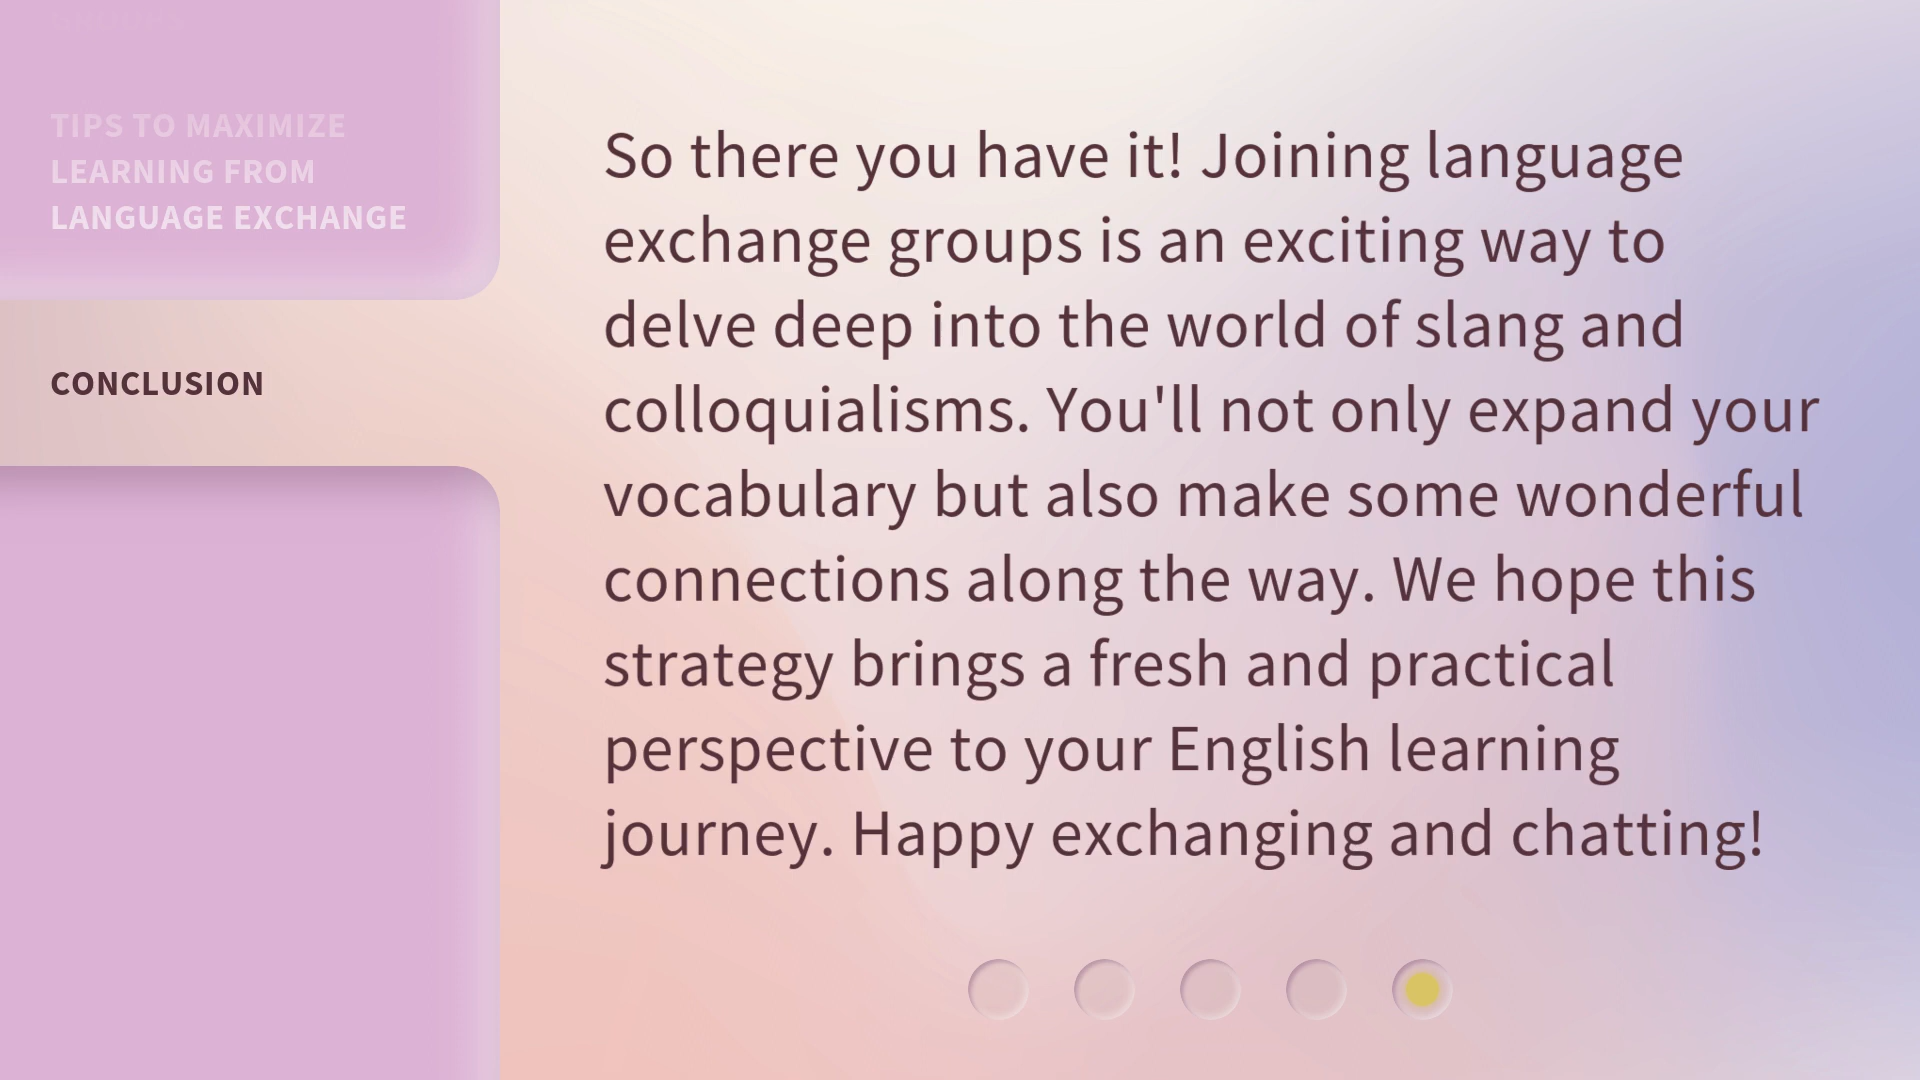 TIPS TO MAXIMIZE
LEARNING FROM
LANGUAGE EXCHANGE
CONCLUSION
So there you have it! Joining language
exchange groups is an exciting way to
delve deep into the world of slang and
colloquialisms. You'll not only expand your
vocabulary but also make some wonderful
connections along the way. We hope this
strategy brings a fresh and practical
perspective to your English learning
journey. Happy exchanging and chatting!